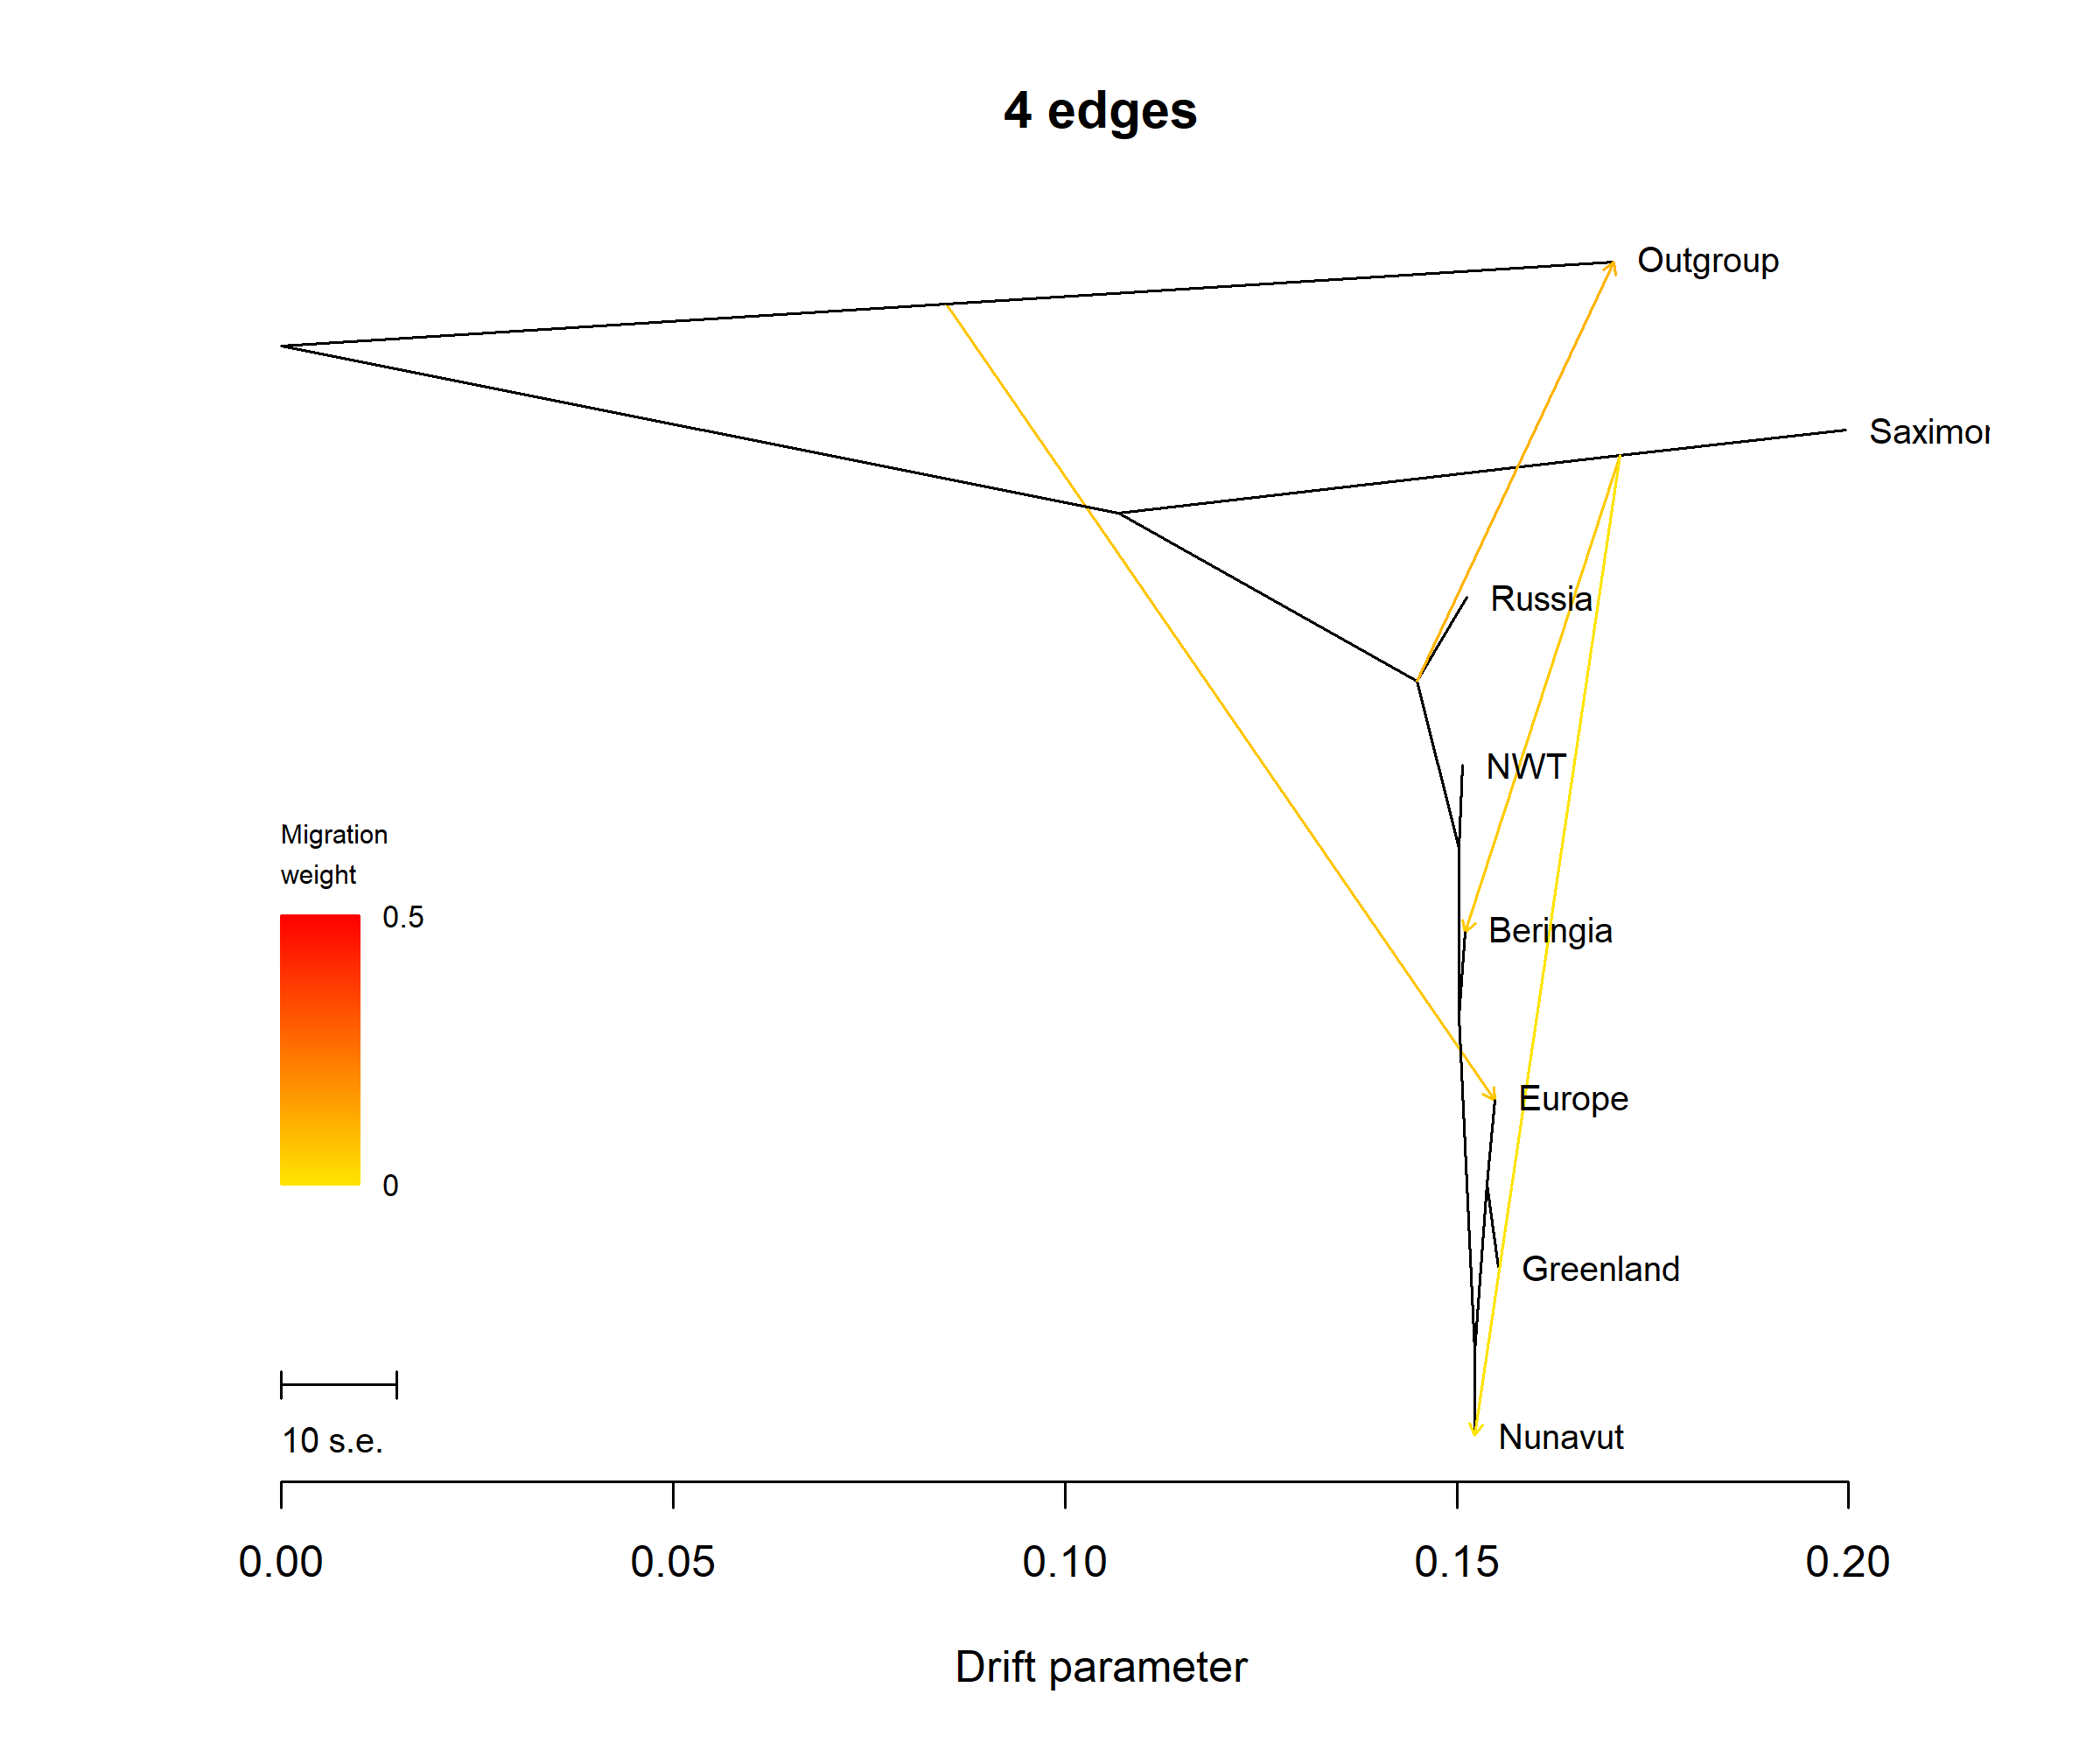 4 edges
Outgroup
Saximo
Russia
NWT
Migration
weight
0.5
Beringia
Europe
0
Greenland
10 s.e.
Nunavut
0.00 0.05 0.10 0.15 0.20
Drift parameter